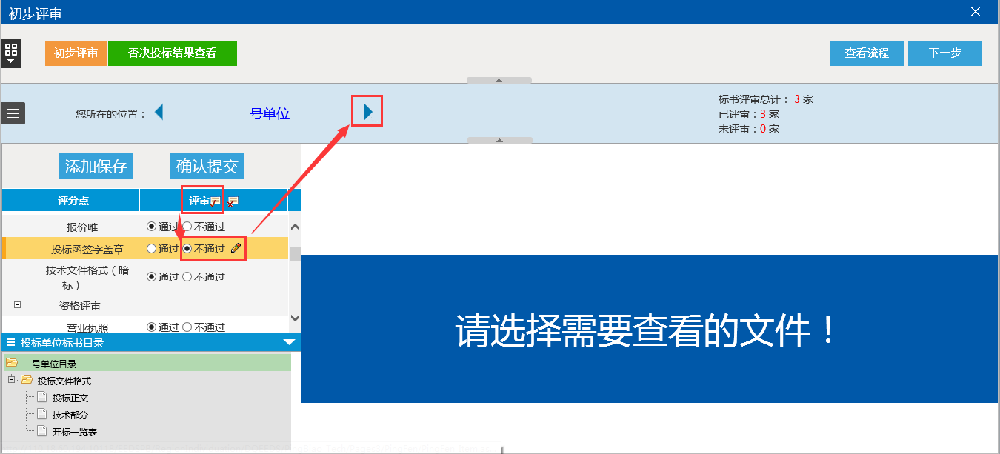 初步评审
初步评审 否决投标结果查看 查看流程 下一步
您所在的位置： 一号单位
标书评审总计： 3 家
已评审：3 家
未评审：0 家
添加保存 确认提交
评分点 评审
报价唯一 通过 不通过
投标函签字盖章 通过 不通过
技术文件格式（暗
标） 通过 不通过
资格评审
营业执照 通过 不通过
投标单位标书目录
一号单位目录
投标文件格式
投标正文
技术部分
开标一览表
请选择需要查看的文件！